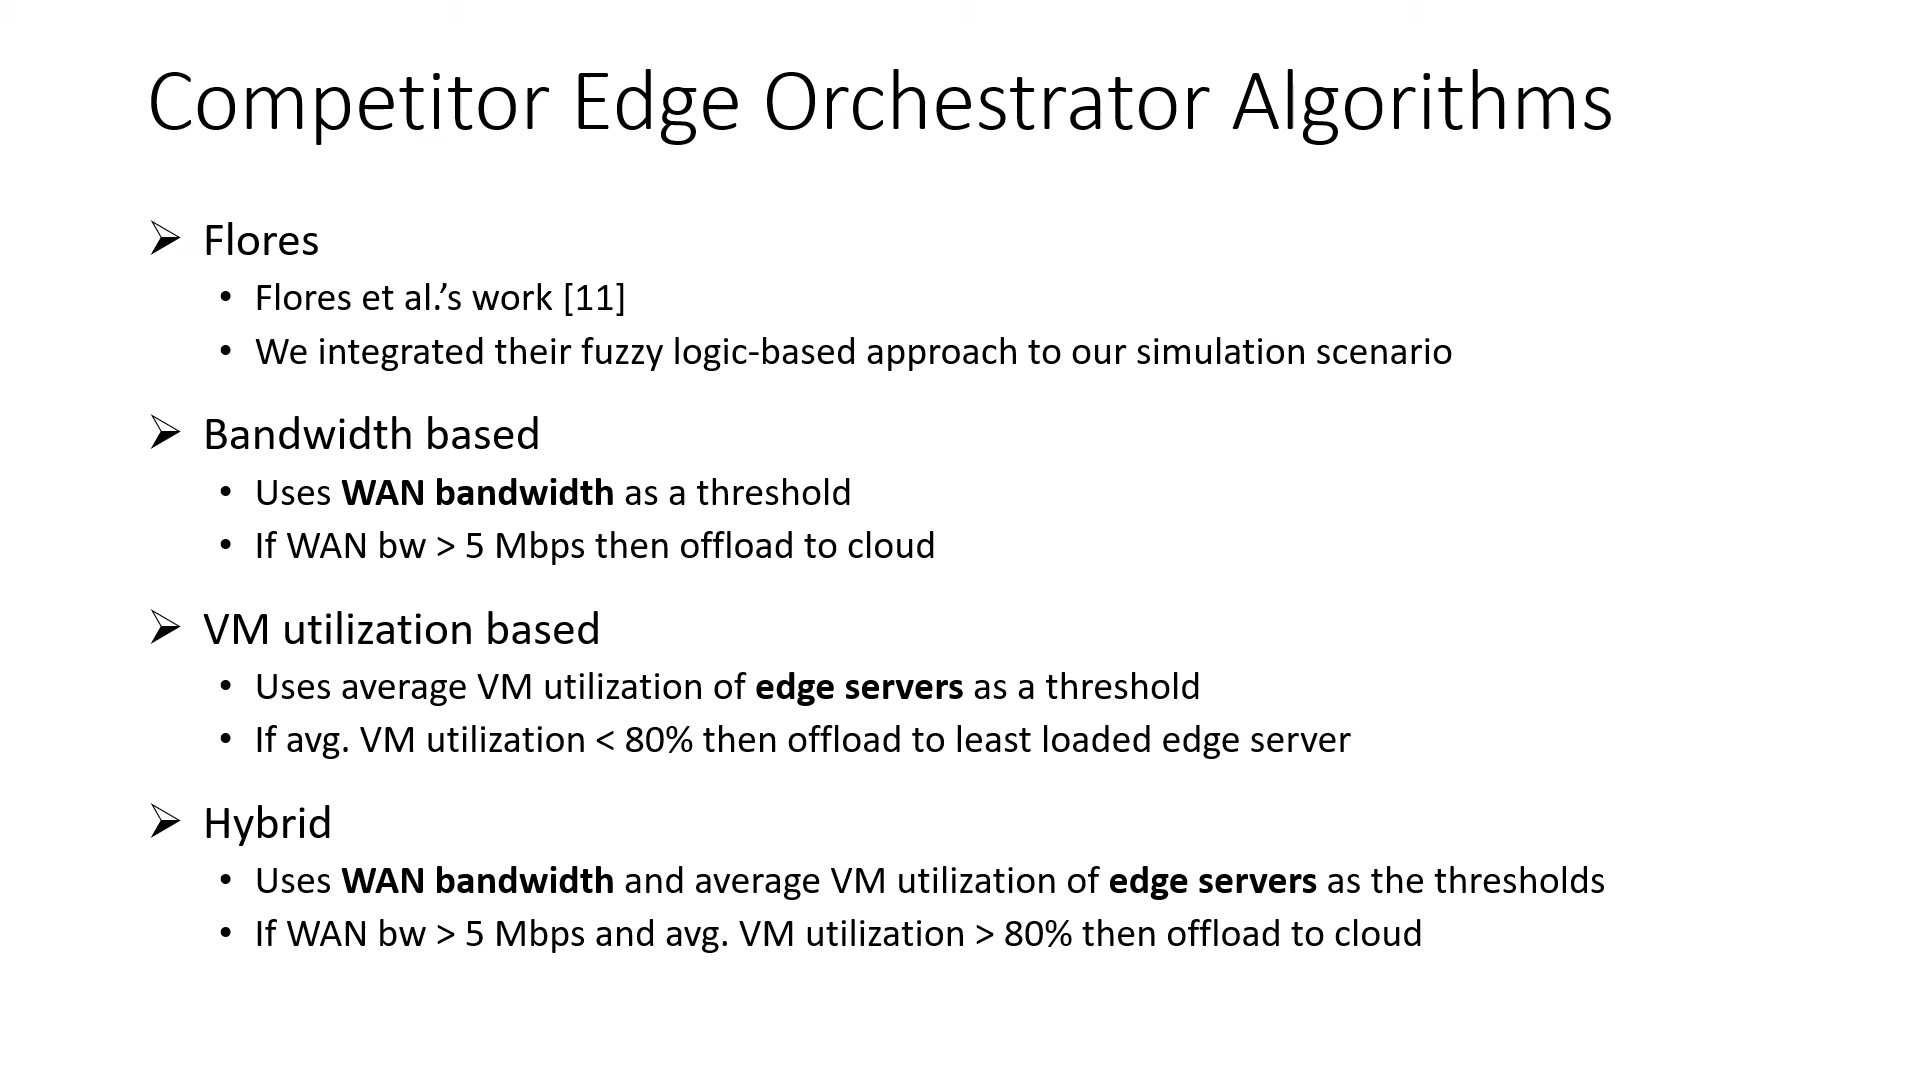 Competitor Edge Orchestrator Algorithms
➢ Flores
• Flores et al.’s work [11]
• We integrated their fuzzy logic-based approach to our simulation scenario
➢ Bandwidth based
• Uses WAN bandwidth as a threshold
• If WAN bw > 5 Mbps then offload to cloud
➢ VM utilization based
• Uses average VM utilization of edge servers as a threshold
• If avg. VM utilization < 80% then offload to least loaded edge server
➢ Hybrid
• Uses WAN bandwidth and average VM utilization of edge servers as the thresholds
• If WAN bw > 5 Mbps and avg. VM utilization > 80% then offload to cloud